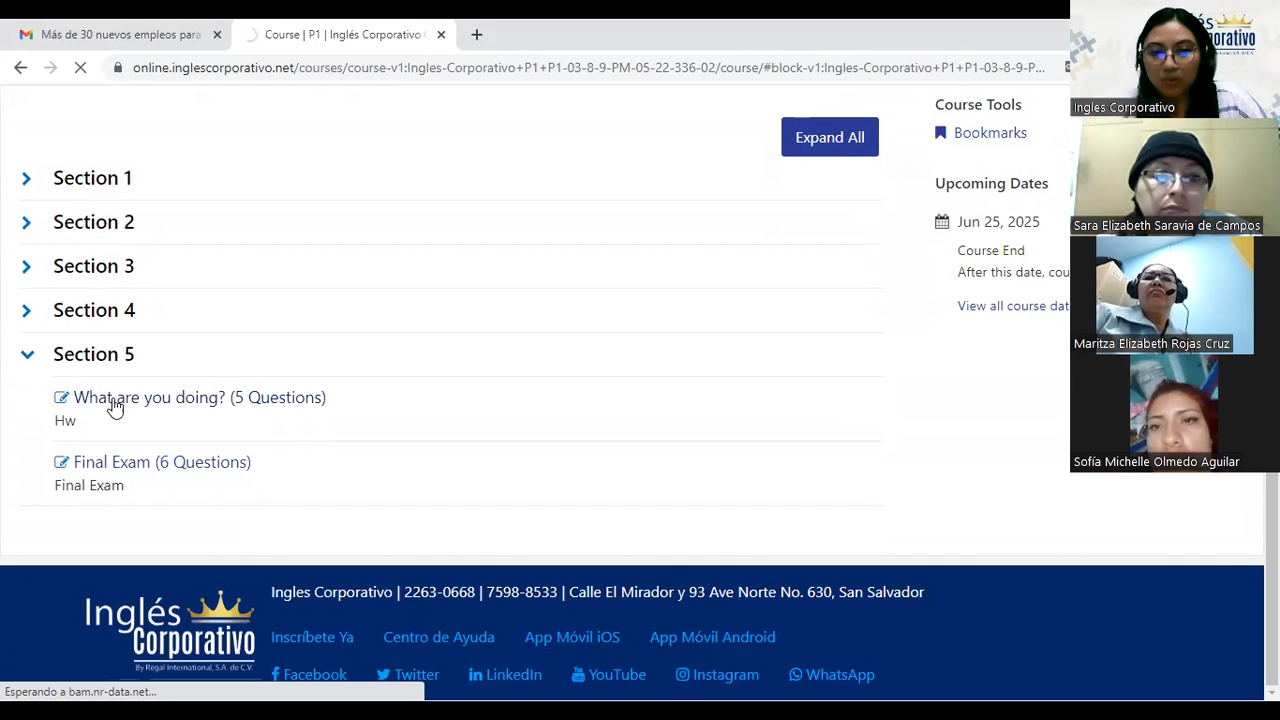 Más de 30 nuevos empleos para
Course | P1 | Inglés Corporativo
online.inglescorporativo.net/courses/course-v1:Ingles-Corporativo+P1+P1-03-8-9-PM-05-22-336-02/course/#block-v1:Ingles-Corporativo+P1+P1-03-8-9-P...
Expand All
Section 1
Section 2
Section 3
Section 4
Section 5
What are you doing? (5 Questions)
Hw
Final Exam (6 Questions)
Final Exam
Course Tools
Bookmarks
Upcoming Dates
Jun 25, 2025
Course End
After this date, cou
View all course dat
Inglés
Corporativo
Ingles Corporativo
Sara Elizabeth Saravia de Campos
Maritza Elizabeth Rojas Cruz
Sofía Michelle Olmedo Aguilar
Inglés
Corporativo
By Regal International, S.A. de C.V.
Ingles Corporativo | 2263-0668 | 7598-8533 | Calle El Mirador y 93 Ave Norte No. 630, San Salvador
Inscríbete Ya Centro de Ayuda App Móvil iOS App Móvil Android
Facebook Twitter LinkedIn YouTube Instagram WhatsApp
Esperando a bam.nr-data.net...